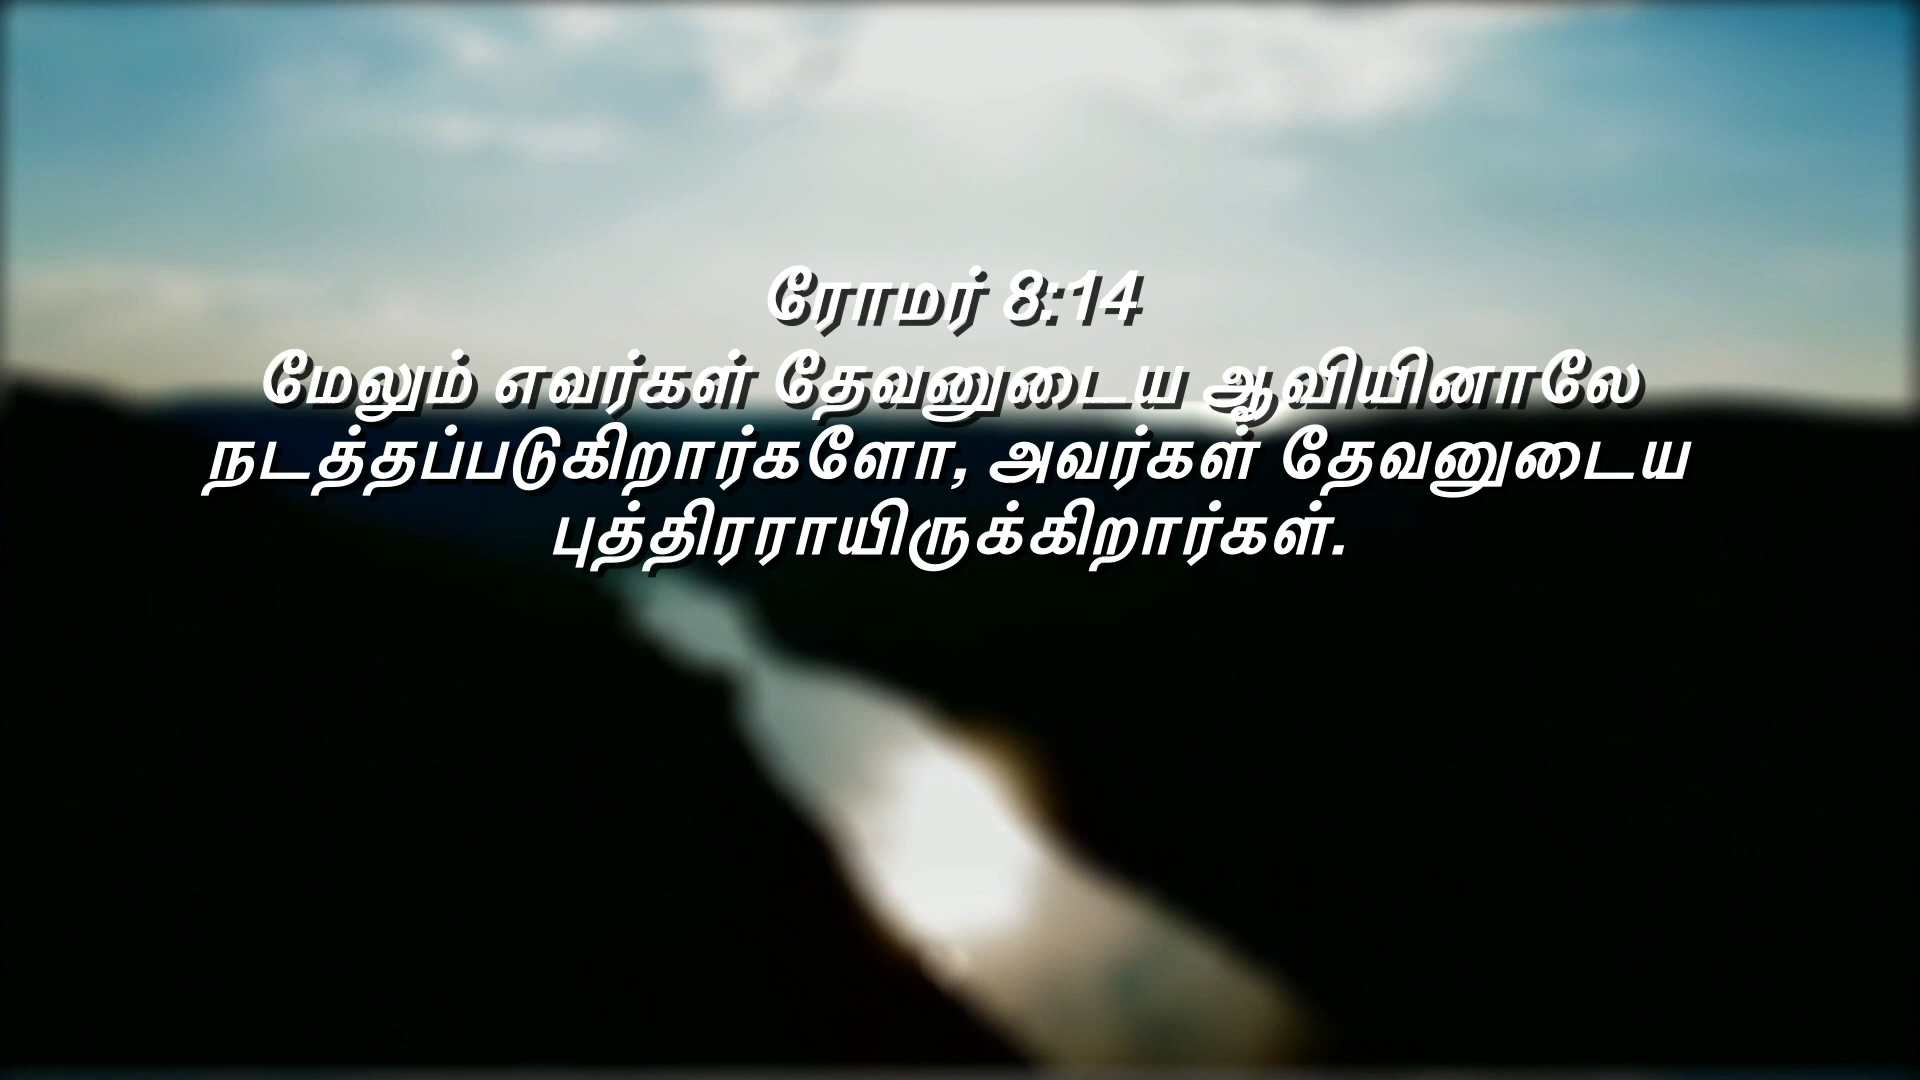 ரோமர் 8:14
மேலும் எவர்கள் தேவனுடைய ஆவியினாலே
நடத்தப்படுகிறார்களோ, அவர்கள் தேவனுடைய
புத்திரராயிருக்கிறார்கள்.